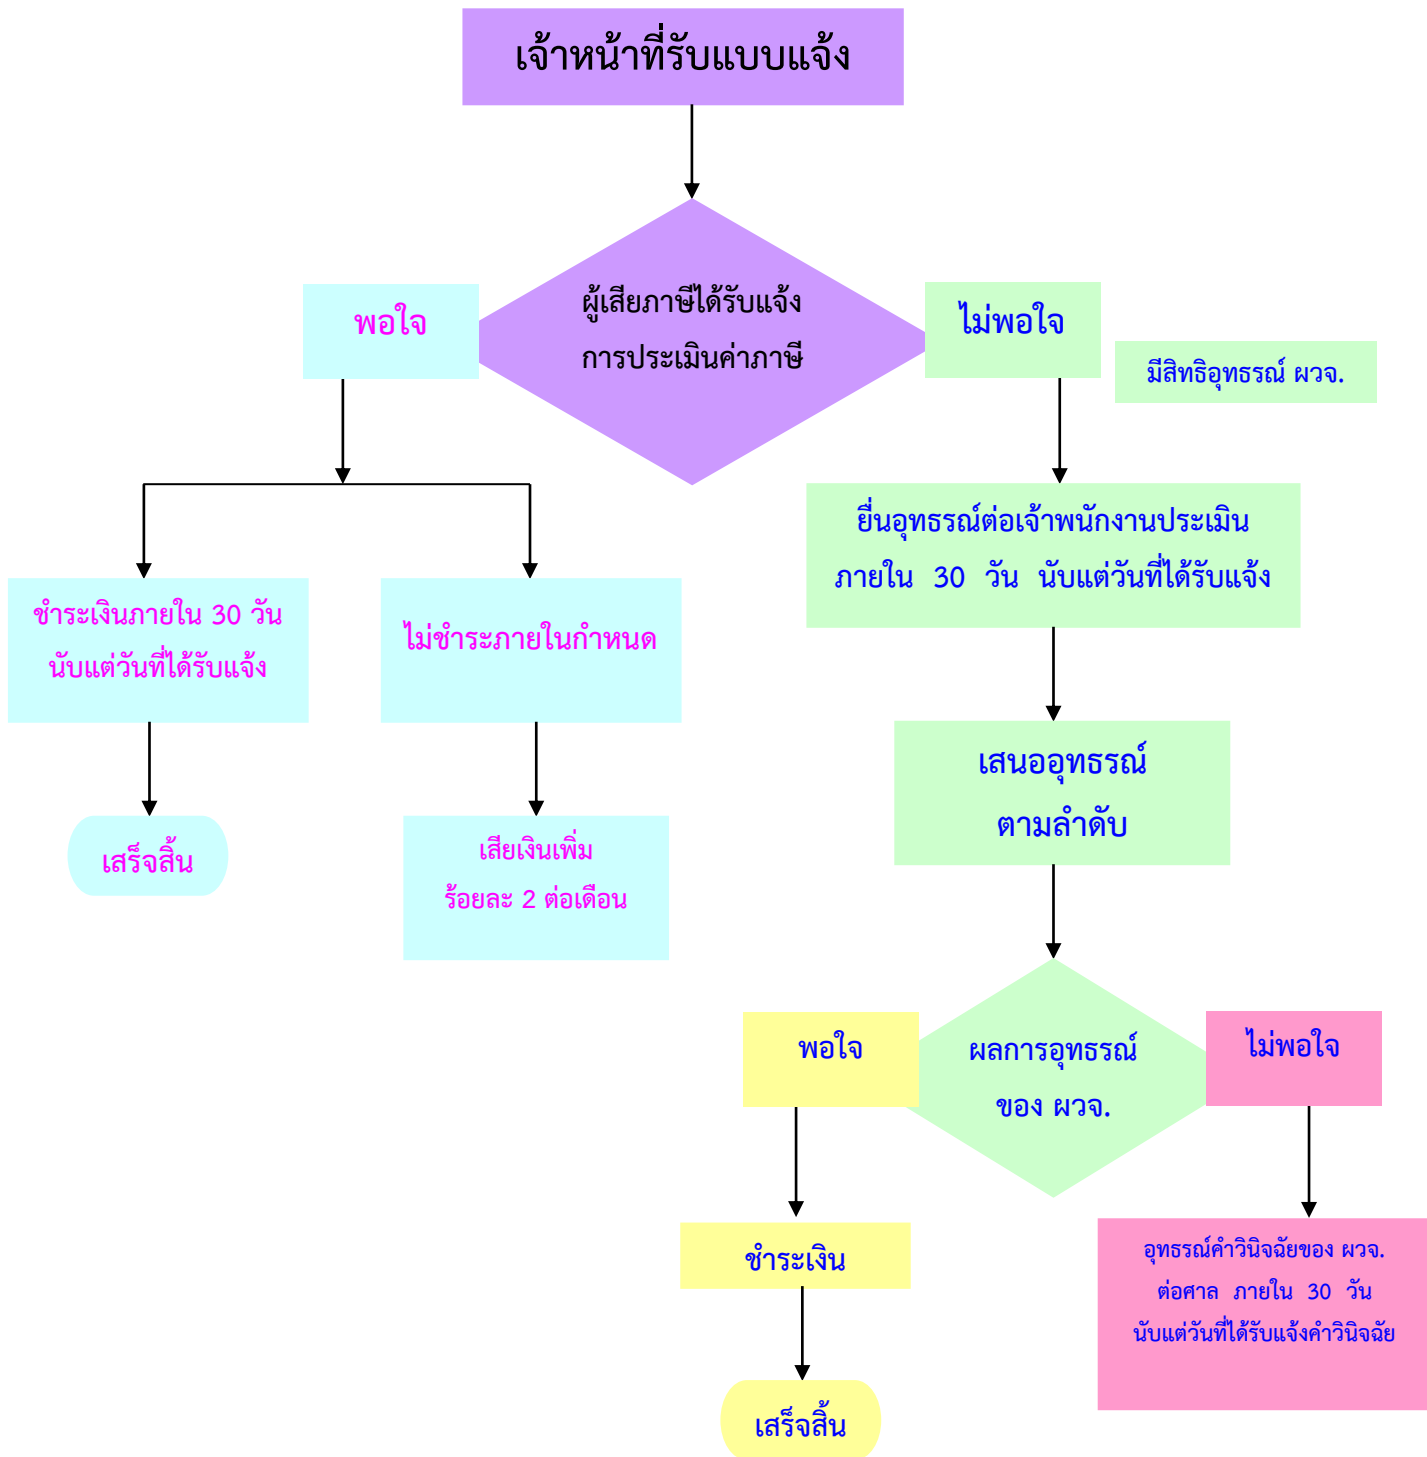 เจ้าหน้าที่รับแบบแจ้ง
ผู้เสียภาษีได้รับแจ้ง
การประเมินค่าภาษี
พอใจ
ไม่พอใจ
มีสิทธิอุทธรณ์ ผวจ.
ชำระเงินภายใน 30 วัน
นับแต่วันที่ได้รับแจ้ง
ไม่ชำระภายในกำหนด
ยื่นอุทธรณ์ต่อเจ้าพนักงานประเมิน
ภายใน 30 วัน นับแต่วันที่ได้รับแจ้ง
เสร็จสิ้น
เสียเงินเพิ่ม
ร้อยละ 2 ต่อเดือน
เสนออุทธรณ์
ตามลำดับ
ผลการอุทธรณ์
ของ ผวจ.
พอใจ
ไม่พอใจ
ชำระเงิน
เสร็จสิ้น
อุทธรณ์คำวินิจฉัยของ ผวจ.
ต่อศาล ภายใน 30 วัน
นับแต่วันที่ได้รับแจ้งคำวินิจฉัย